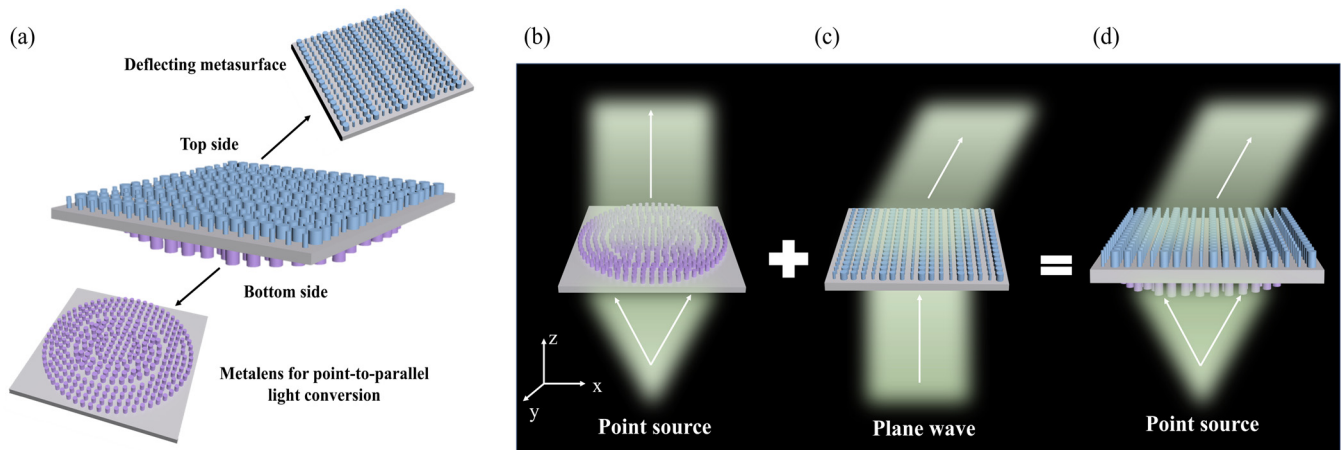 (a)
Deflecting metasurface
Top side
Bottom side
Metalens for point-to-parallel
light conversion
(b)
(c)
(d)
z
x
y
Point source
Plane wave
Point source